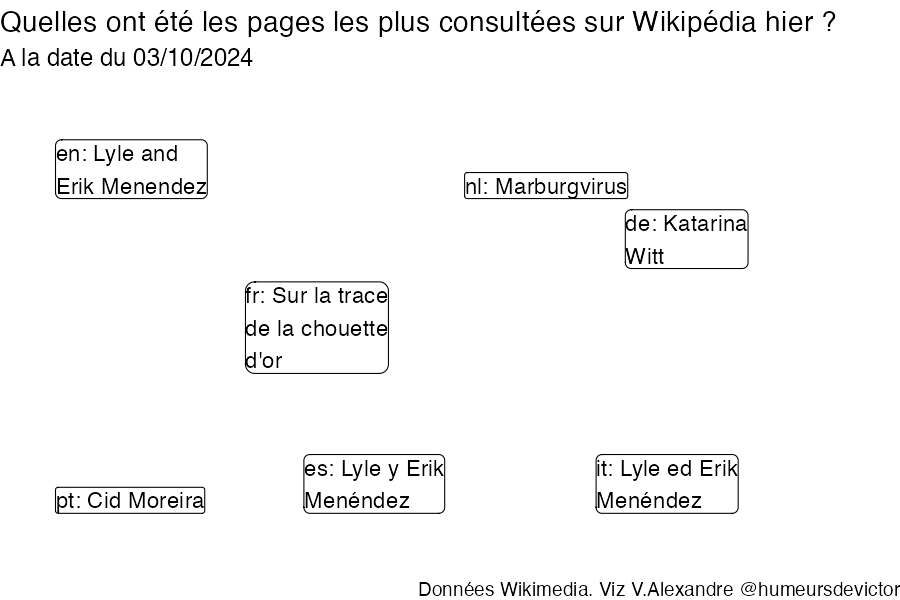 Quelles ont été les pages les plus consultées sur Wikipédia hier ?
A la date du 03/10/2024
en: Lyle and
Erik Menendez
nl: Marburgvirus
de: Katarina
Witt
fr: Sur la trace
de la chouette
d'or
es: Lyle y Erik
Menéndez
it: Lyle ed Erik
Menéndez
pt: Cid Moreira
Données Wikimedia. Viz V.Alexandre @humeursdevictor